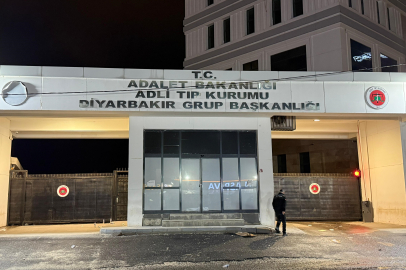 T.C.
ADALET BAKANLIĞI
ADLİ TIP KURUMU
DİYARBAKIR GRUP BAŞKANLIĞI